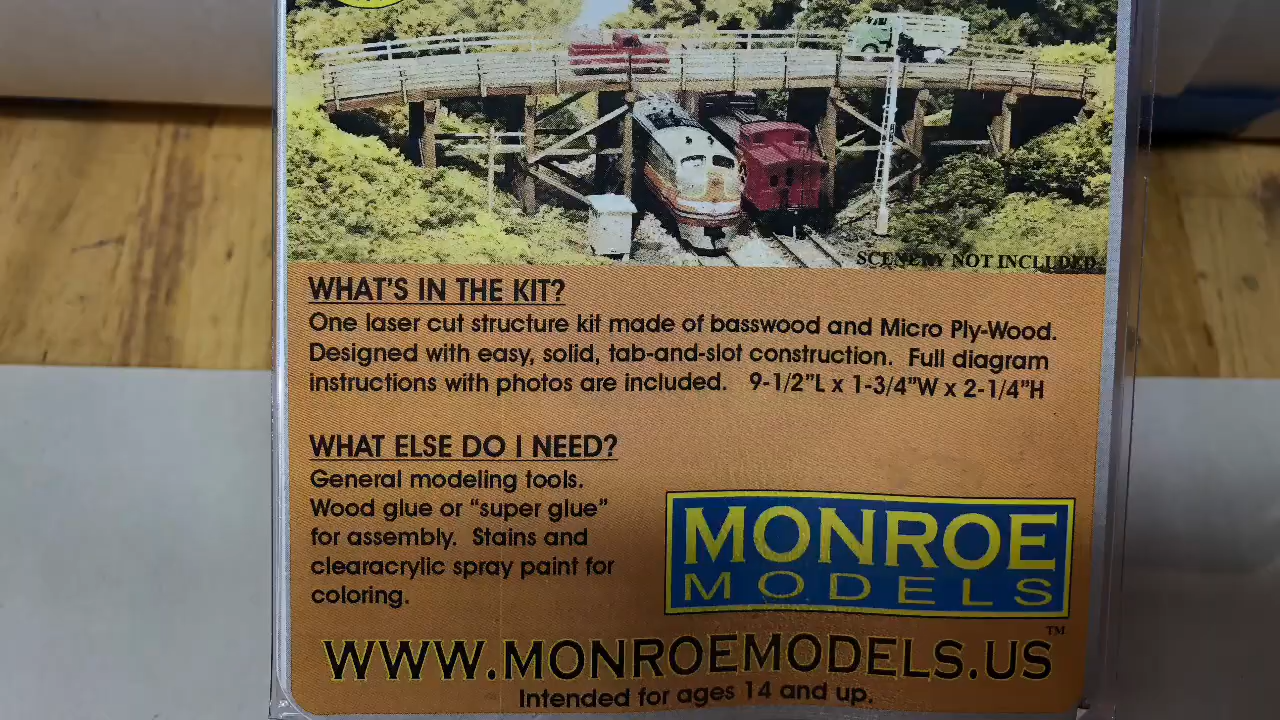 SCENERY NOT INCLUDED
WHAT'S IN THE KIT?
One laser cut structure kit made of basswood and Micro Ply-Wood.
Designed with easy, solid, tab-and-slot construction. Full diagram
instructions with photos are included. 9-1/2"L x 1-3/4"W x 2-1/4"H
WHAT ELSE DO I NEED?
General modeling tools.
Wood glue or "super glue"
for assembly. Stains and
clearacrylic spray paint for
coloring.
MONROE
MODELS
TM
WWW.MONROEMODELS.US
Intended for ages 14 and up.